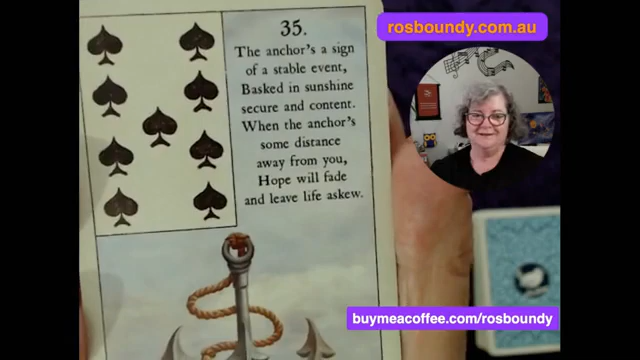 35.
The anchor's a sign
of a stable event,
Basked in sunshine
secure and content.
When the anchor's
some distance
away from you,
Hope will fade
and leave life askew.
rosboundy.com.au
buymeacoffee.com/rosboundy